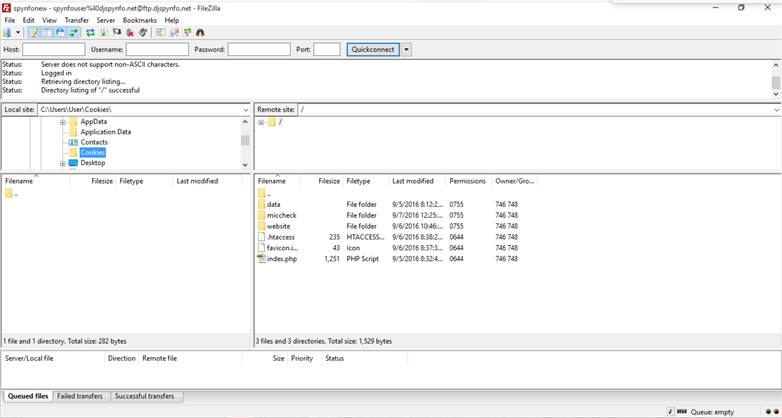 spynfonew - spynfouser%40djspynfo.net@ftp.djspynfo.net - FileZilla
File Edit View Transfer Server Bookmarks Help
Host: Username: Password: Port: Quickconnect
Status: Server does not support non-ASCII characters.
Status: Logged in
Status: Retrieving directory listing...
Status: Directory listing of "/" successful
Local site: C:\Users\User\Cookies\
AppData
Application Data
Contacts
Cookies
Desktop
Filename Filesize Filetype Last modified
..
1 file and 1 directory. Total size: 282 bytes
Remote site: /
/
Filename Filesize Filetype Last modified Permissions Owner/Gro...
..
data File folder 9/5/2016 8:12:2... 0755 746 748
miccheck File folder 9/7/2016 12:25:... 0755 746 748
website File folder 9/6/2016 10:46:... 0755 746 748
.htaccess 235 HTACCESS... 9/6/2016 8:38:2... 0644 746 748
favicon.i... 43 Icon 9/6/2016 8:37:3... 0644 746 748
index.php 1,251 PHP Script 9/5/2016 8:32:4... 0644 746 748
3 files and 3 directories. Total size: 1,529 bytes
Server/Local file Direction Remote file Size Priority Status
Queued files Failed transfers Successful transfers
Queue: empty